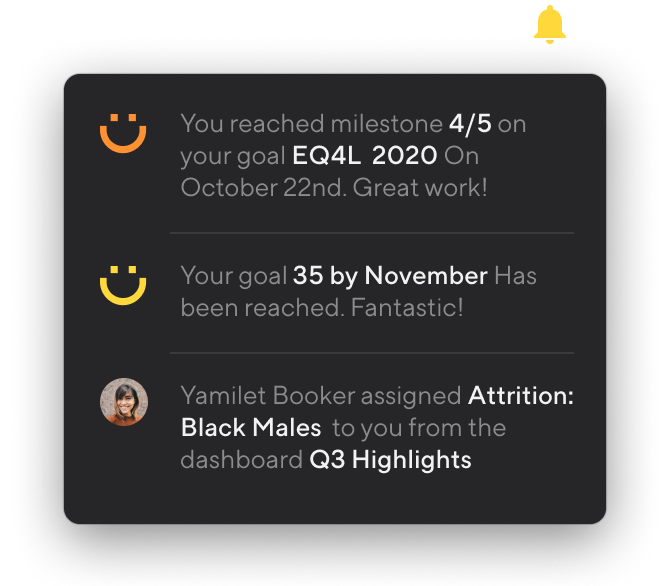 You reached milestone 4/5 on
your goal EQ4L 2020 On
October 22nd. Great work!
Your goal 35 by November Has
been reached. Fantastic!
Yamilet Booker assigned Attrition:
Black Males to you from the
dashboard Q3 Highlights